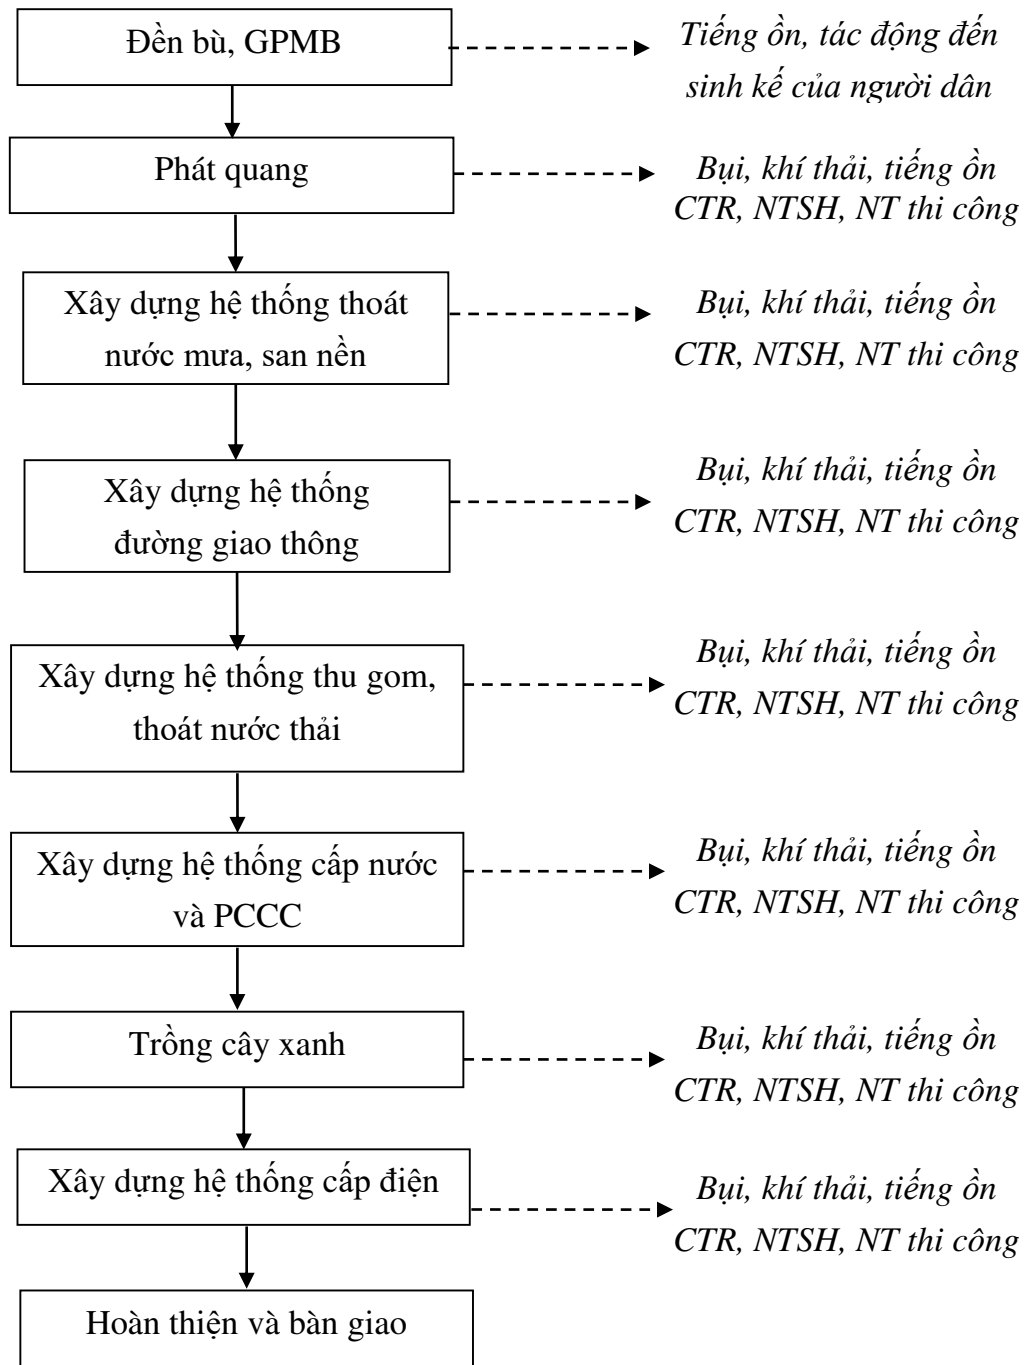 Đền bù, GPMB
Tiếng ồn, tác động đến
sinh kế của người dân
Phát quang
Bụi, khí thải, tiếng ồn
CTR, NTSH, NT thi công
Xây dựng hệ thống thoát
nước mưa, san nền
Bụi, khí thải, tiếng ồn
CTR, NTSH, NT thi công
Xây dựng hệ thống
đường giao thông
Bụi, khí thải, tiếng ồn
CTR, NTSH, NT thi công
Xây dựng hệ thống thu gom,
thoát nước thải
Bụi, khí thải, tiếng ồn
CTR, NTSH, NT thi công
Xây dựng hệ thống cấp nước
và PCCC
Bụi, khí thải, tiếng ồn
CTR, NTSH, NT thi công
Trồng cây xanh
Bụi, khí thải, tiếng ồn
CTR, NTSH, NT thi công
Xây dựng hệ thống cấp điện
Bụi, khí thải, tiếng ồn
CTR, NTSH, NT thi công
Hoàn thiện và bàn giao